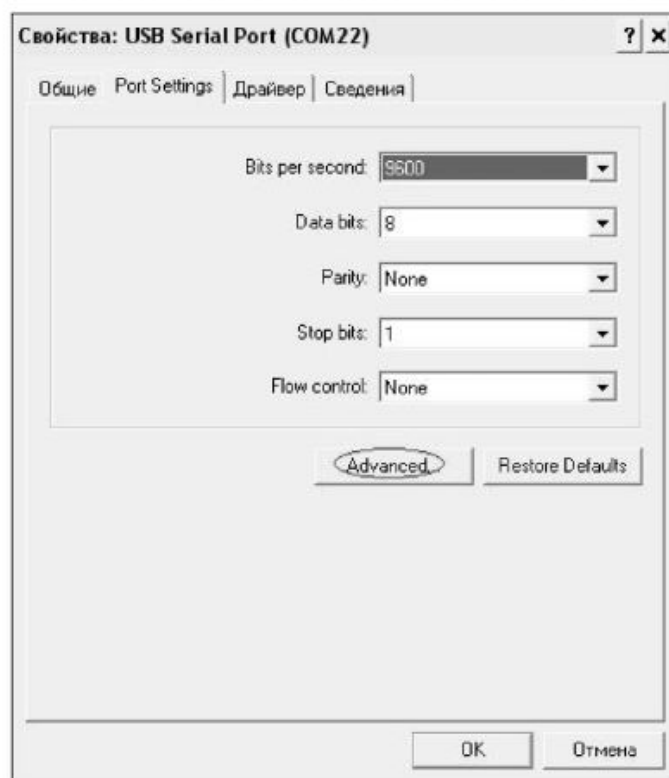 Свойства: USB Serial Port (COM22)
Общие Port Settings Драйвер Сведения
Bits per second: 9600
Data bits: 8
Parity: None
Stop bits: 1
Flow control: None
Advanced... Restore Defaults
OK Отмена